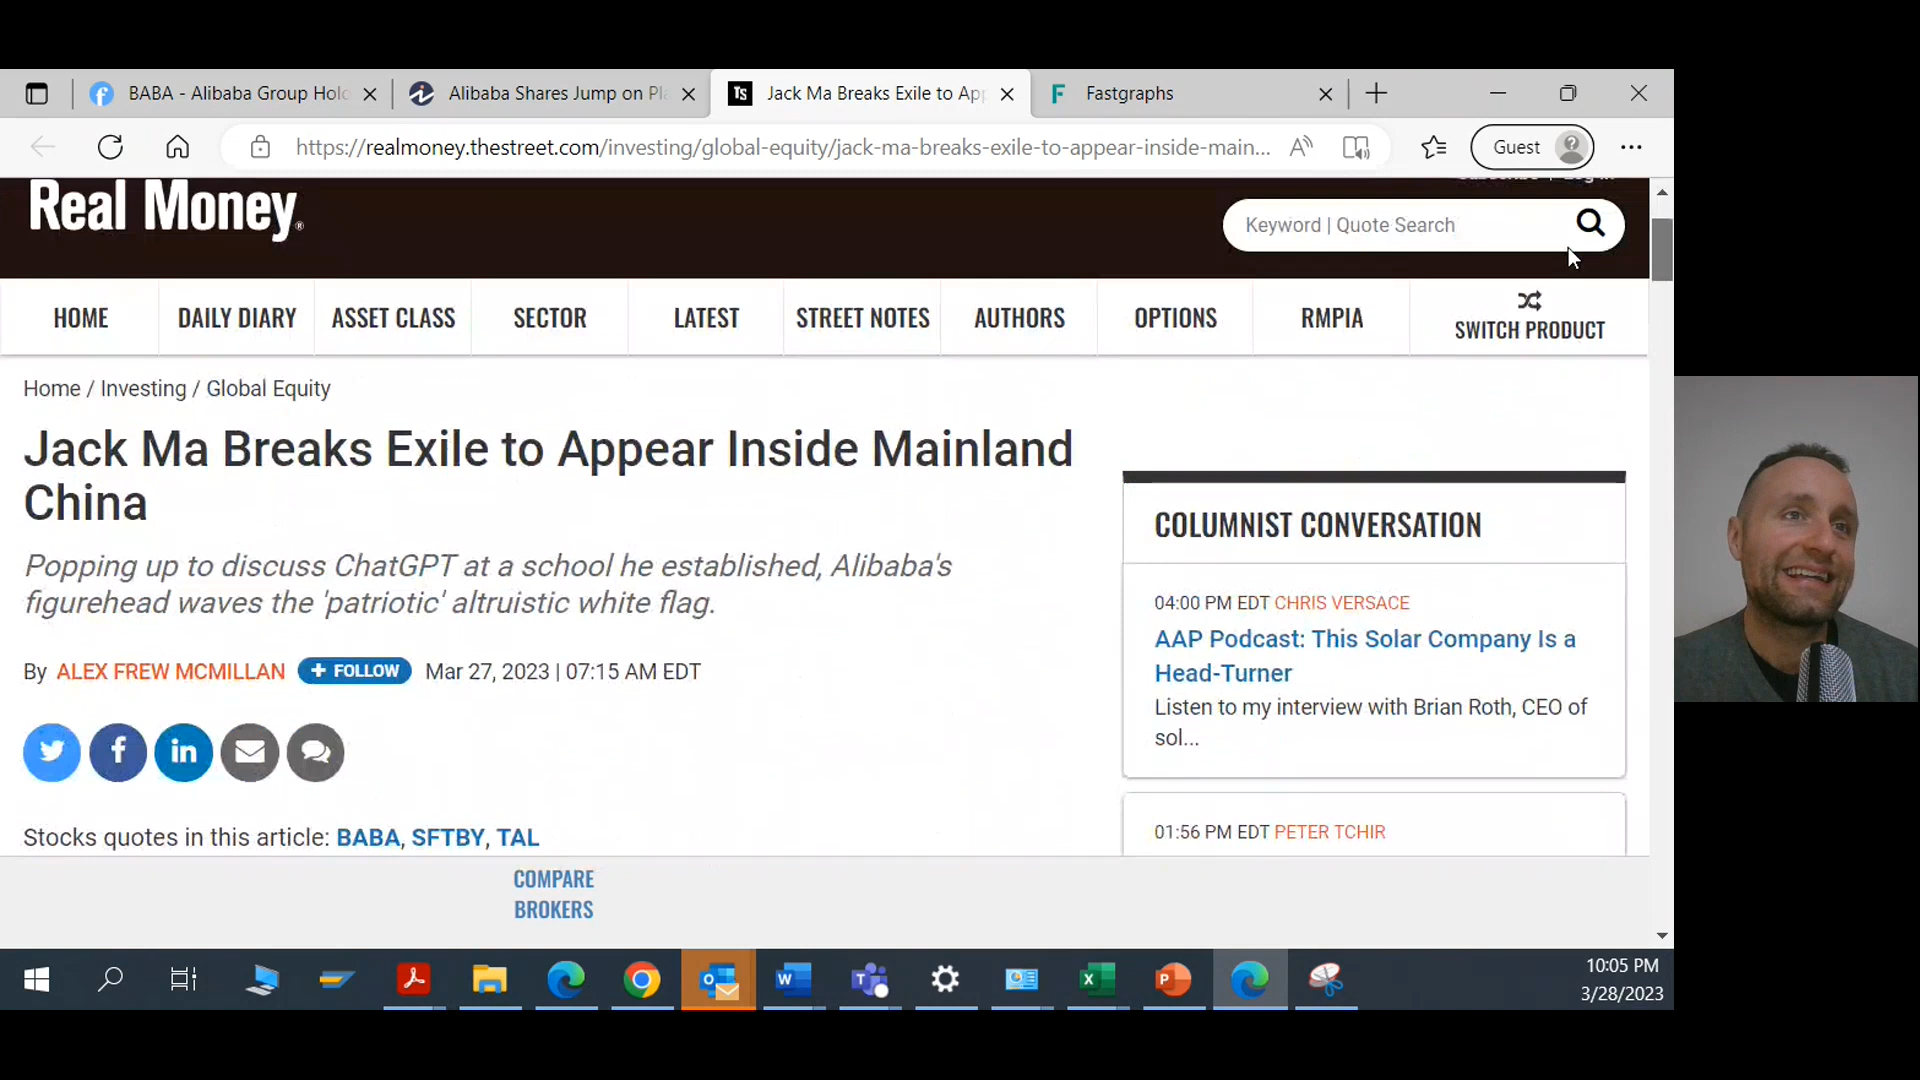 BABA - Alibaba Group Holo
Alibaba Shares Jump on Pl
Ts
Jack Ma Breaks Exile to App
F
Fastgraphs
https://realmoney.thestreet.com/investing/global-equity/jack-ma-breaks-exile-to-appear-inside-main...
Guest
Real Money®
Keyword | Quote Search
HOME
DAILY DIARY
ASSET CLASS
SECTOR
LATEST
STREET NOTES
AUTHORS
OPTIONS
RMPIA
SWITCH PRODUCT
Home / Investing / Global Equity
Jack Ma Breaks Exile to Appear Inside Mainland
China
Popping up to discuss ChatGPT at a school he established, Alibaba's
figurehead waves the 'patriotic' altruistic white flag.
By ALEX FREW MCMILLAN + FOLLOW Mar 27, 2023 | 07:15 AM EDT
Stocks quotes in this article: BABA, SFTBY, TAL
COLUMNIST CONVERSATION
04:00 PM EDT CHRIS VERSACE
AAP Podcast: This Solar Company Is a
Head-Turner
Listen to my interview with Brian Roth, CEO of
sol...
01:56 PM EDT PETER TCHIR
COMPARE
BROKERS
10:05 PM
3/28/2023